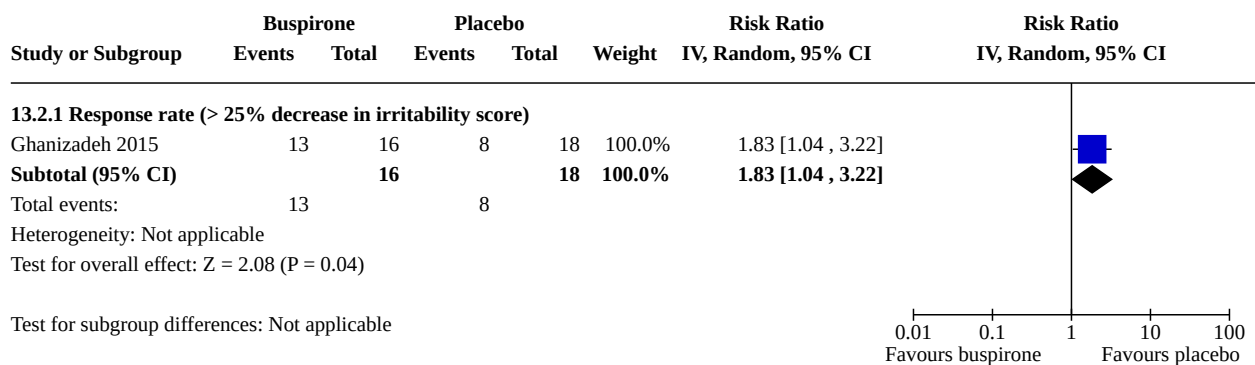 Buspirone Placebo Risk Ratio Risk Ratio
Study or Subgroup Events Total Events Total Weight IV, Random, 95% CI IV, Random, 95% CI
13.2.1 Response rate (> 25% decrease in irritability score)
Ghanizadeh 2015 13 16 8 18 100.0% 1.83 [1.04 , 3.22]
Subtotal (95% CI) 16 18 100.0% 1.83 [1.04 , 3.22]
Total events: 13 8
Heterogeneity: Not applicable
Test for overall effect: Z = 2.08 (P = 0.04)
Test for subgroup differences: Not applicable
0.01 0.1 1 10 100
Favours buspirone Favours placebo